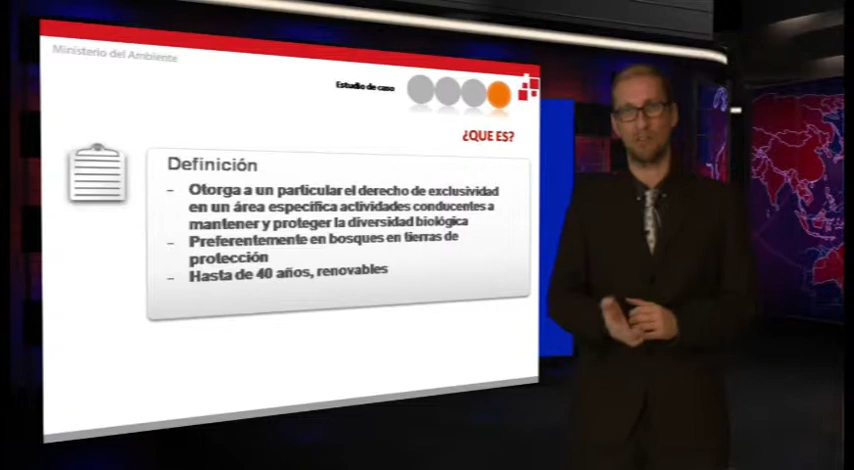 Ministerio del Ambiente
Estudio de caso
¿QUE ES?
Definición
- Otorga a un particular el derecho de exclusividad
en un área específica actividades conducentes a
mantener y proteger la diversidad biológica
- Preferentemente en bosques en tierras de
protección
- Hasta de 40 años, renovables